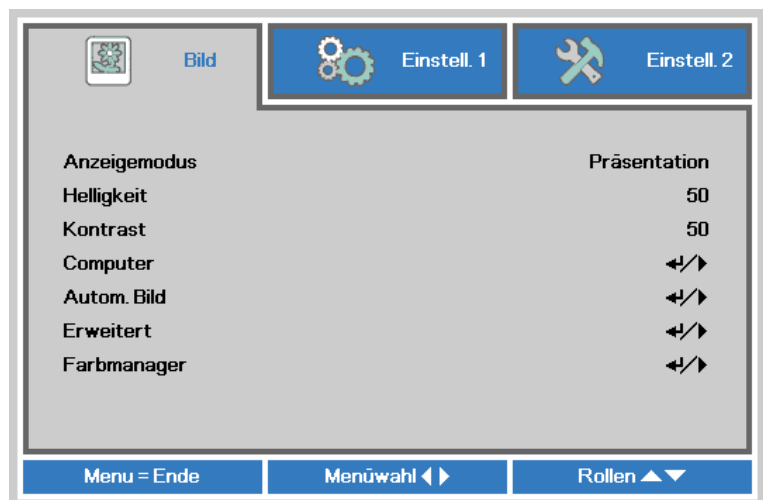 Bild Einstell. 1 Einstell. 2
Anzeigemodus Präsentation
Helligkeit 50
Kontrast 50
Computer ↵/▶
Autom. Bild ↵/▶
Erweitert ↵/▶
Farbmanager ↵/▶
Menu = Ende Menūwahl ◀ ▶ Rollen ▲▼